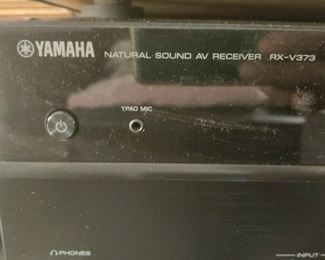 YAMAHA NATURAL SOUND AV RECEIVER RX-V373
YPAO MIC
PHONES
INPUT